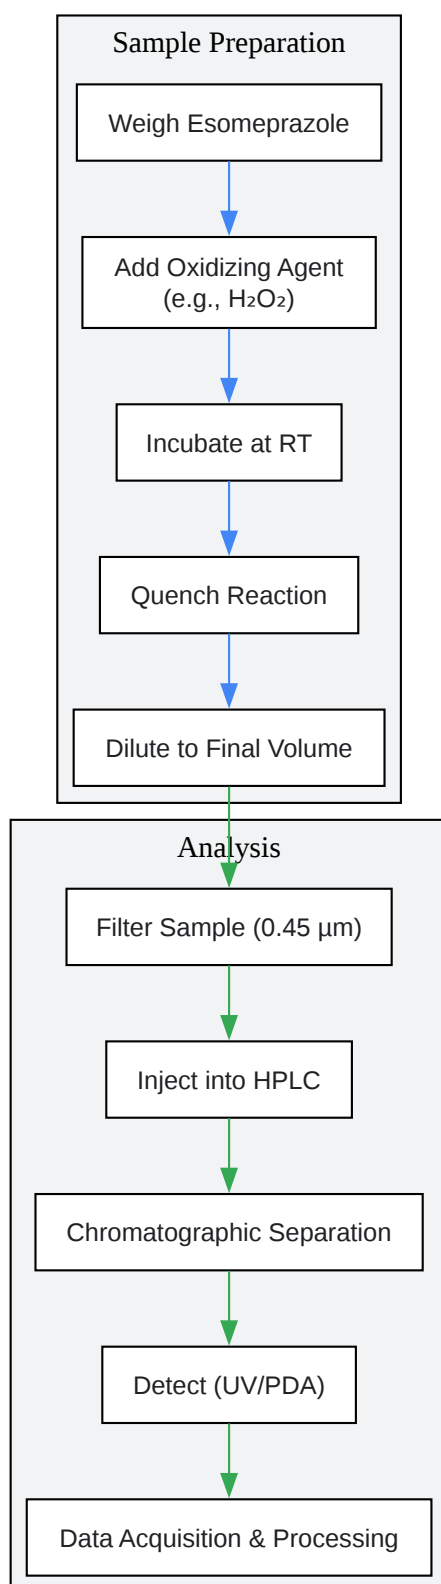 Sample Preparation
Weigh Esomeprazole
Add Oxidizing Agent
(e.g., H₂O₂)
Incubate at RT
Quench Reaction
Dilute to Final Volume
Analysis
Filter Sample (0.45 µm)
Inject into HPLC
Chromatographic Separation
Detect (UV/PDA)
Data Acquisition & Processing